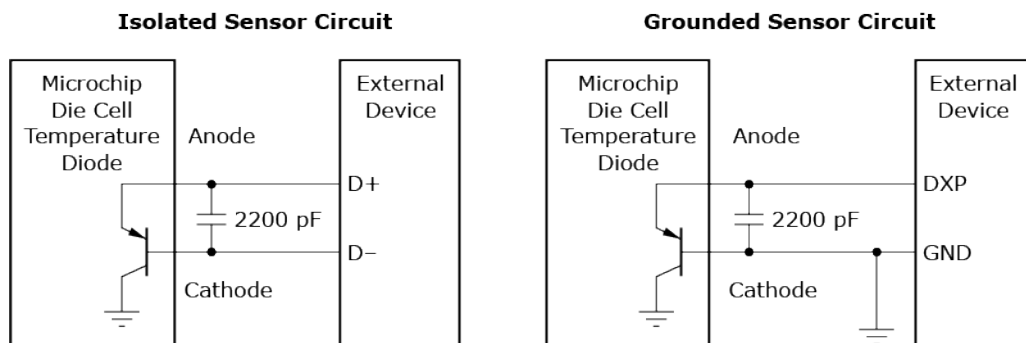 Isolated Sensor Circuit
Microchip
Die Cell
Temperature
Diode
Anode
External
Device
D+
2200 pF
D−
Cathode
Grounded Sensor Circuit
Microchip
Die Cell
Temperature
Diode
Anode
External
Device
DXP
2200 pF
GND
Cathode